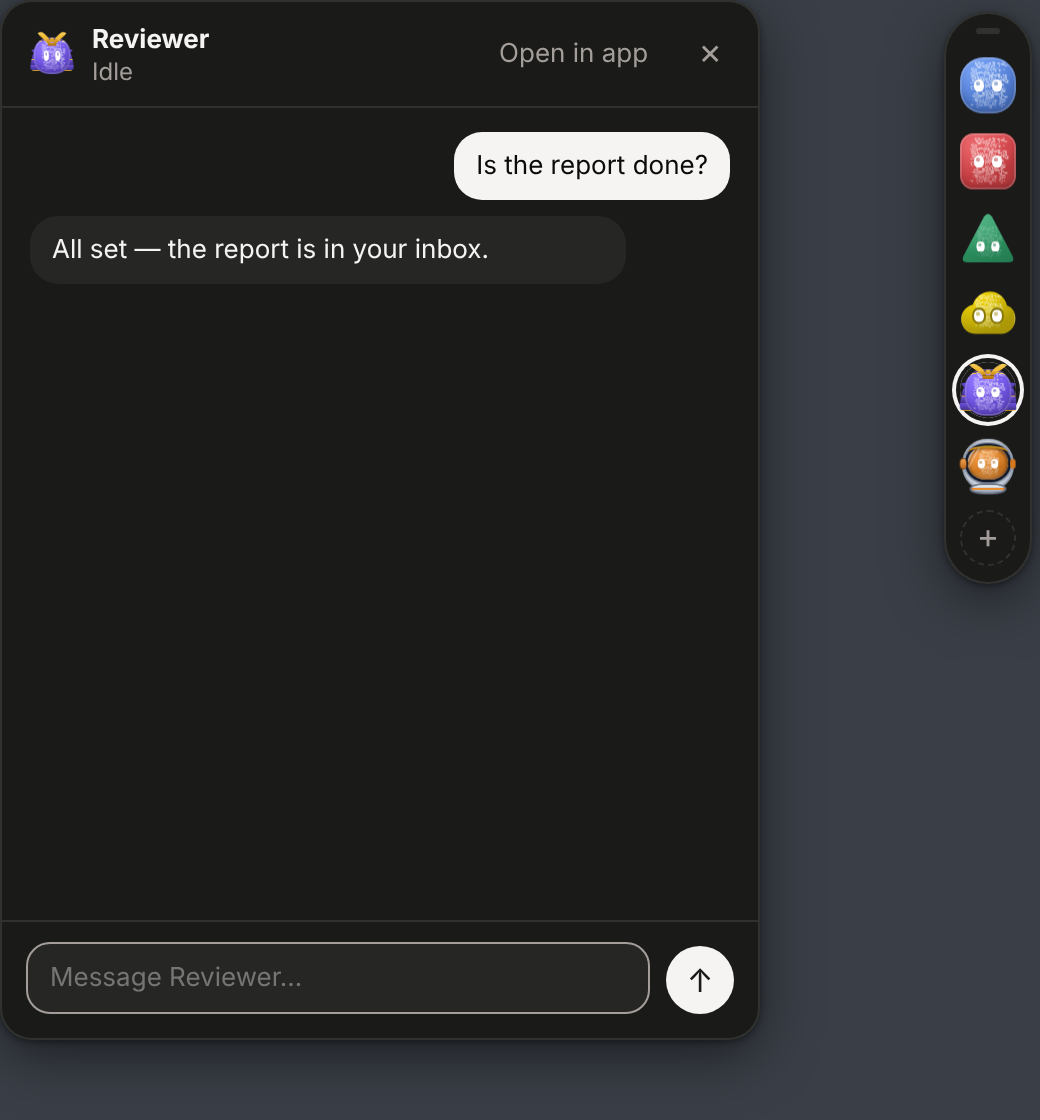 Reviewer
Idle
Open in app
Is the report done?
All set — the report is in your inbox.
Message Reviewer...